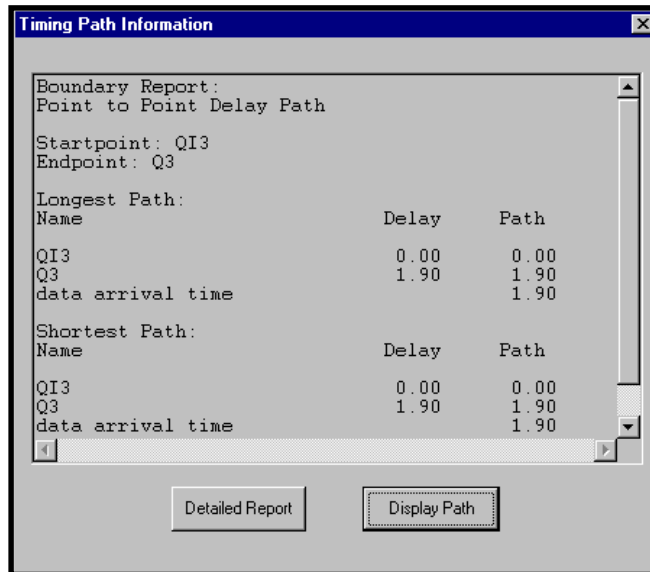 Timing Path Information
Boundary Report:
Point to Point Delay Path
Startpoint: QI3
Endpoint: Q3
Longest Path:
Name Delay Path
QI3 0.00 0.00
Q3 1.90 1.90
data arrival time 1.90
Shortest Path:
Name Delay Path
QI3 0.00 0.00
Q3 1.90 1.90
data arrival time 1.90
Detailed Report Display Path